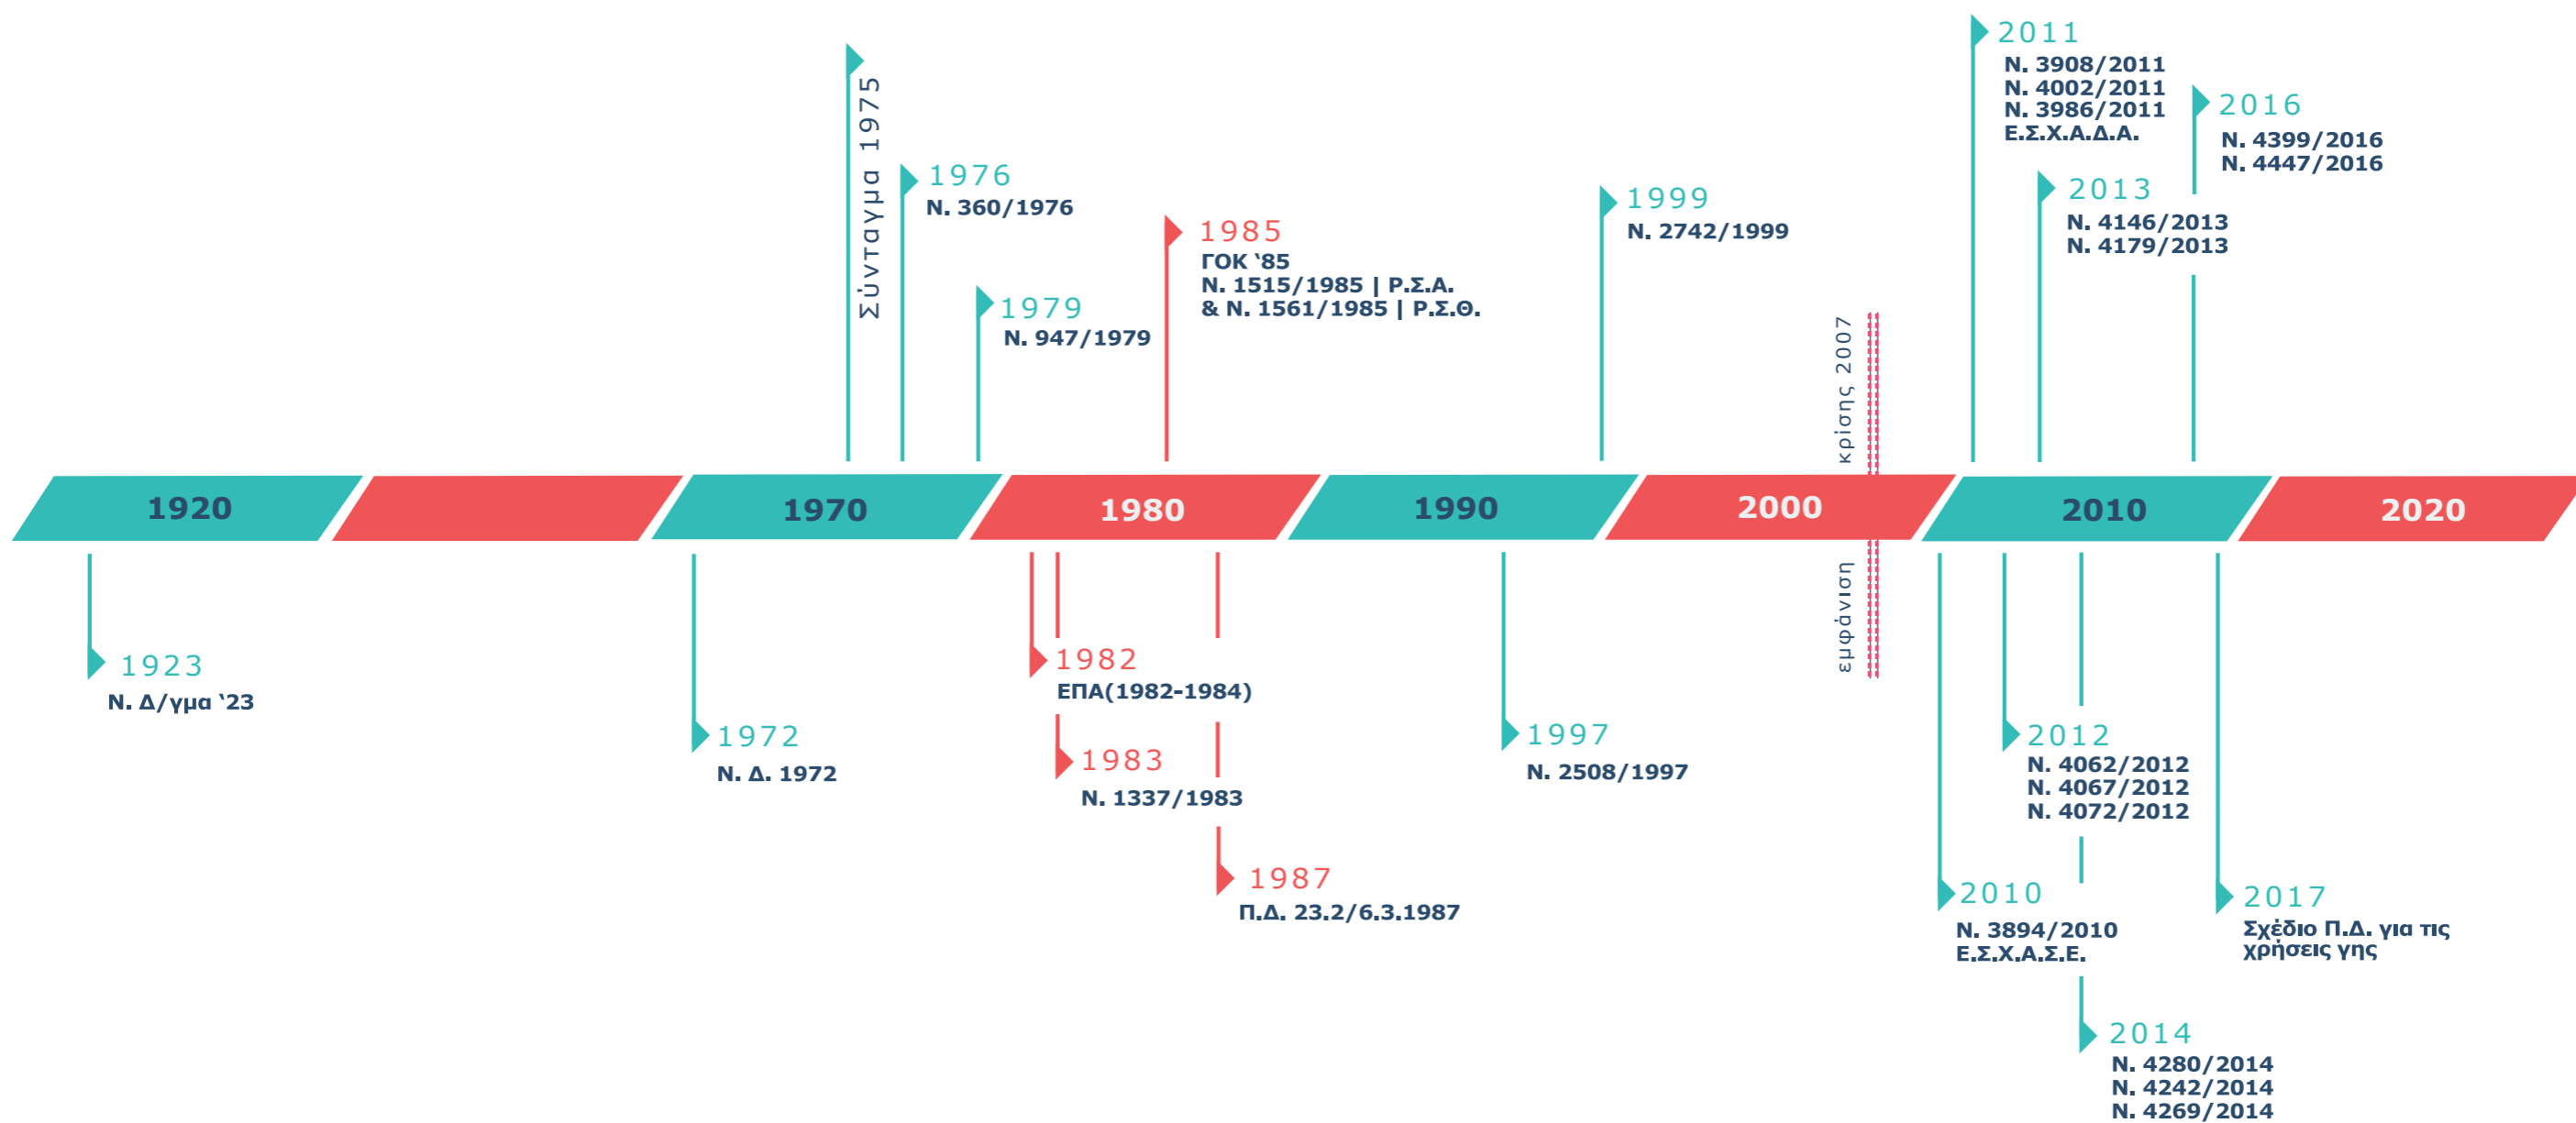 Σύνταγμα 1975
1976
Ν. 360/1976
1979
Ν. 947/1979
1985
ΓΟΚ ‘85
Ν. 1515/1985 | Ρ.Σ.Α.
& Ν. 1561/1985 | Ρ.Σ.Θ.
1999
Ν. 2742/1999
2011
Ν. 3908/2011
Ν. 4002/2011
Ν. 3986/2011
Ε.Σ.Χ.Α.Δ.Α.
2013
Ν. 4146/2013
Ν. 4179/2013
2016
Ν. 4399/2016
Ν. 4447/2016
εμφάνιση κρίσης 2007
1920
1970
1980
1990
2000
2010
2020
1923
Ν. Δ/γμα ‘23
1972
Ν. Δ. 1972
1982
ΕΠΑ(1982-1984)
1983
Ν. 1337/1983
1987
Π.Δ. 23.2/6.3.1987
1997
Ν. 2508/1997
2010
Ν. 3894/2010
Ε.Σ.Χ.Α.Σ.Ε.
2012
Ν. 4062/2012
Ν. 4067/2012
Ν. 4072/2012
2014
Ν. 4280/2014
Ν. 4242/2014
Ν. 4269/2014
2017
Σχέδιο Π.Δ. για τις
χρήσεις γης